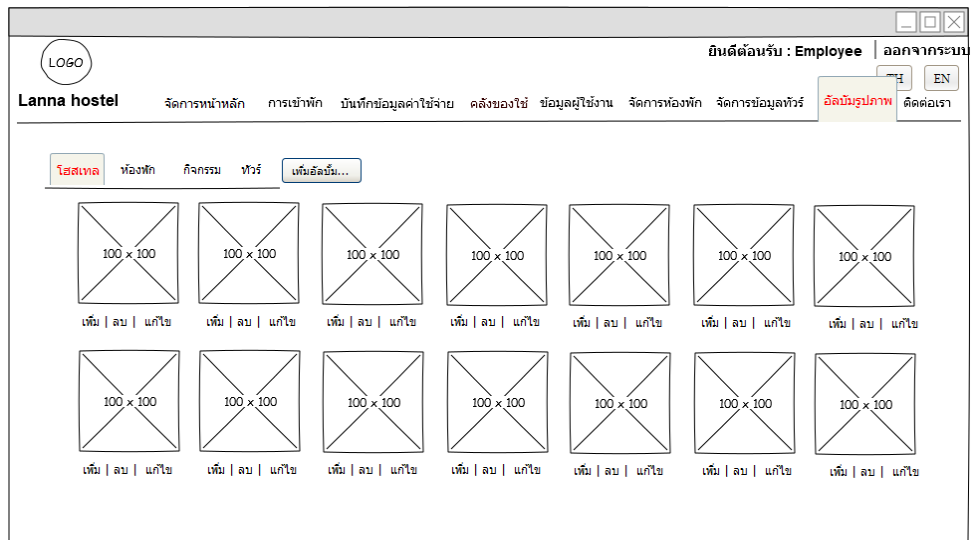 LOGO
ยินดีต้อนรับ : Employee | ออกจากระบบ
TH EN
Lanna hostel จัดการหน้าหลัก การเข้าพัก บันทึกข้อมูลค่าใช้จ่าย คลังของใช้ ข้อมูลผู้ใช้งาน จัดการห้องพัก จัดการข้อมูลทัวร์ อัลบัมรูปภาพ ติดต่อเรา
โฮสเทล ห้องพัก กิจกรรม ทัวร์ เพิ่มอัลบั้ม...
100 x 100 100 x 100 100 x 100 100 x 100 100 x 100 100 x 100 100 x 100
เพิ่ม | ลบ | แก้ไข เพิ่ม | ลบ | แก้ไข เพิ่ม | ลบ | แก้ไข เพิ่ม | ลบ | แก้ไข เพิ่ม | ลบ | แก้ไข เพิ่ม | ลบ | แก้ไข เพิ่ม | ลบ | แก้ไข
100 x 100 100 x 100 100 x 100 100 x 100 100 x 100 100 x 100 100 x 100
เพิ่ม | ลบ | แก้ไข เพิ่ม | ลบ | แก้ไข เพิ่ม | ลบ | แก้ไข เพิ่ม | ลบ | แก้ไข เพิ่ม | ลบ | แก้ไข เพิ่ม | ลบ | แก้ไข เพิ่ม | ลบ | แก้ไข